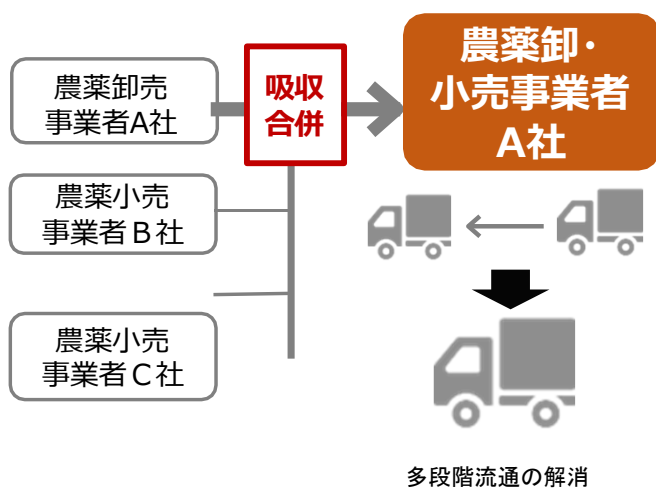 農薬卸売
事業者A社
吸収
合併
農薬卸・
小売事業者
A社
農薬小売
事業者Ｂ社
農薬小売
事業者Ｃ社
多段階流通の解消